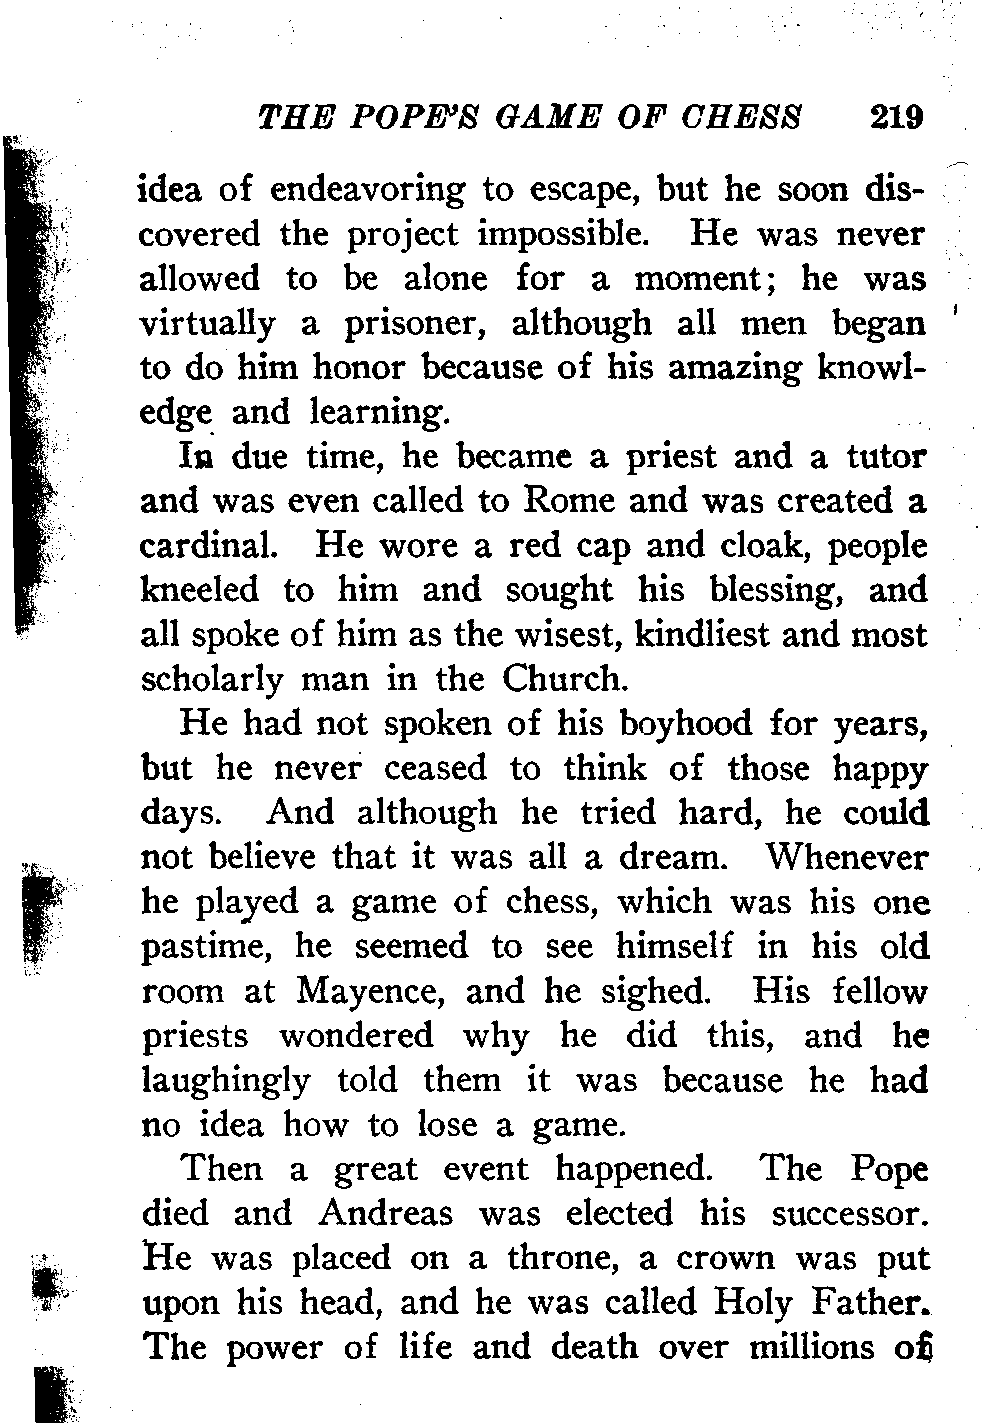 THE POPE'S GAME OF CHESS 219
idea of endeavoring to escape, but he soon dis-
covered the project impossible. He was never
allowed to be alone for a moment; he was
virtually a prisoner, although all men began
to do him honor because of his amazing knowl-
edge and learning.
In due time, he became a priest and a tutor
and was even called to Rome and was created a
cardinal. He wore a red cap and cloak, people
kneeled to him and sought his blessing, and
all spoke of him as the wisest, kindliest and most
scholarly man in the Church.
He had not spoken of his boyhood for years,
but he never ceased to think of those happy
days. And although he tried hard, he could
not believe that it was all a dream. Whenever
he played a game of chess, which was his one
pastime, he seemed to see himself in his old
room at Mayence, and he sighed. His fellow
priests wondered why he did this, and he
laughingly told them it was because he had
no idea how to lose a game.
Then a great event happened. The Pope
died and Andreas was elected his successor.
He was placed on a throne, a crown was put
upon his head, and he was called Holy Father.
The power of life and death over millions of